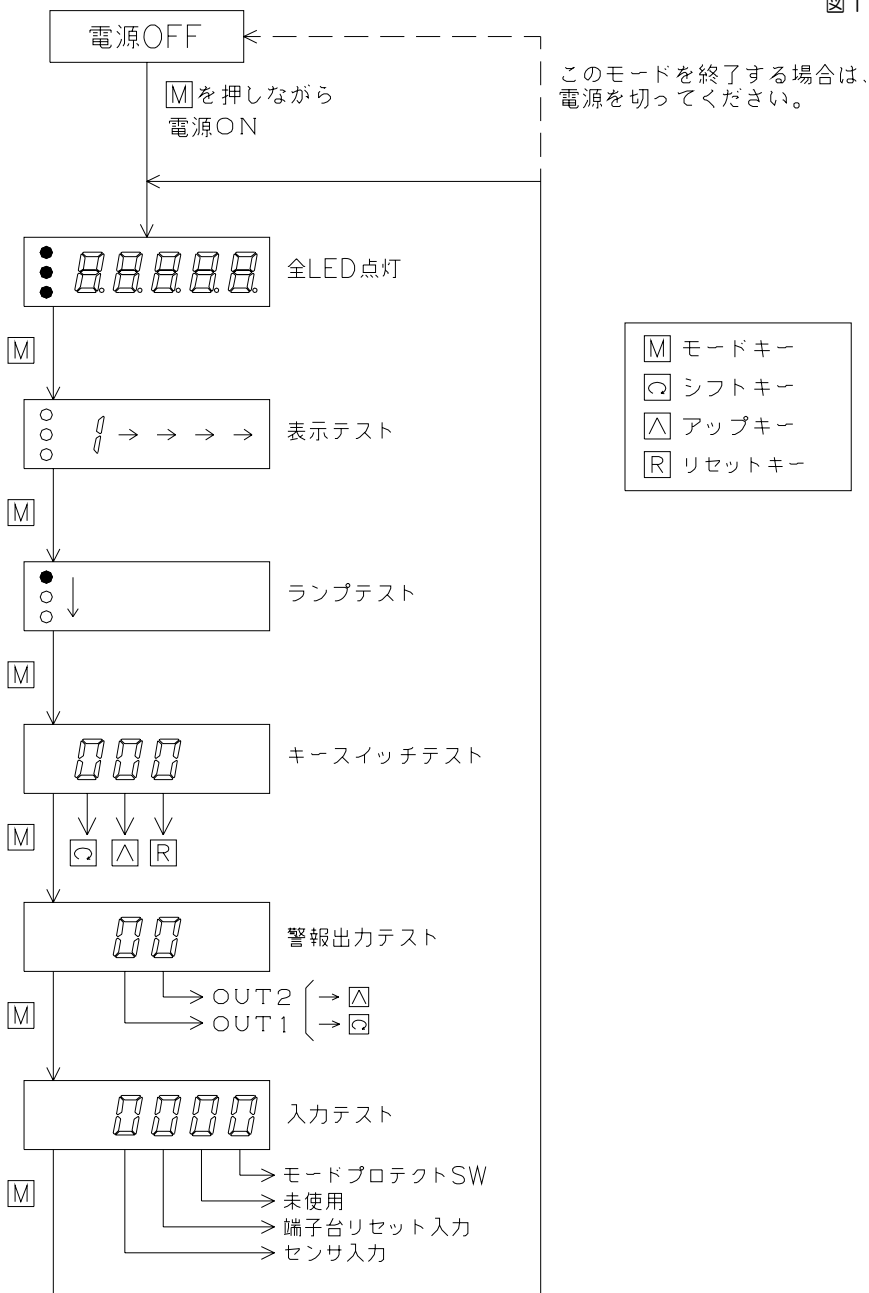 図1
電源OFF
このモードを終了する場合は、
電源を切ってください。
Mを押しながら
電源ON
8.8.8.8.8. 全LED点灯
M
M モードキー
シフトキー
∧ アップキー
R リセットキー
1 → → → → 表示テスト
M
ランプテスト
M
000 キースイッチテスト
M
∧ R
00 警報出力テスト
OUT2 → ∧
OUT1 →
M
0000 入力テスト
モードプロテクトSW
M
未使用
端子台リセット入力
センサ入力